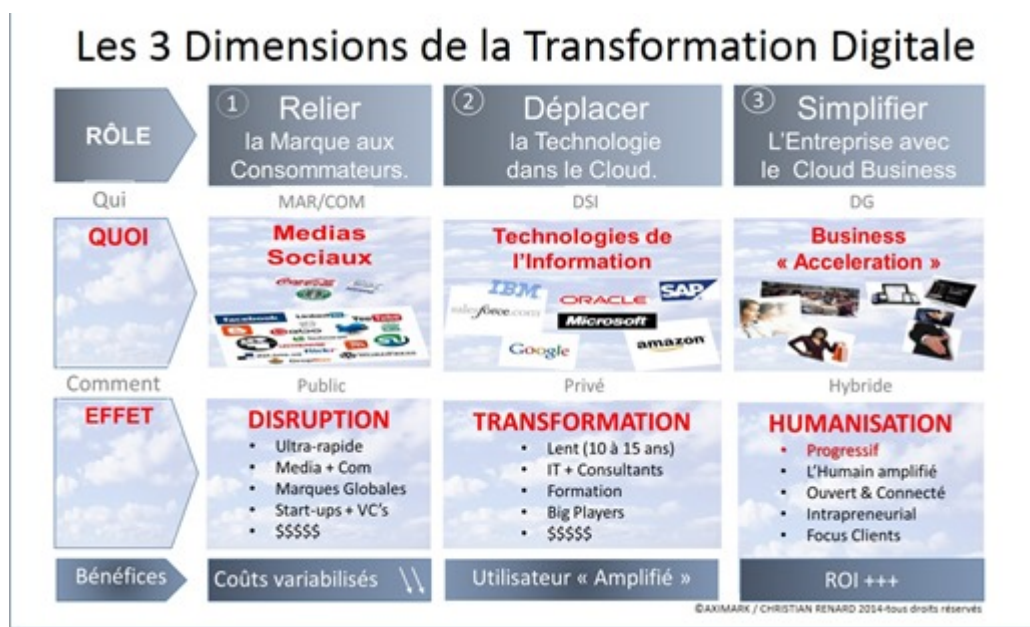 Les 3 Dimensions de la Transformation Digitale
RÔLE
1 Relier
la Marque aux
Consommateurs.
2 Déplacer
la Technologie
dans le Cloud.
3 Simplifier
L'Entreprise avec
le Cloud Business
Qui
MAR/COM
DSI
DG
QUOI
Medias
Sociaux
facebook
LinkedIn
YouTube
flickr
Technologies de
l'Information
IBM
salesforce.com
ORACLE
SAP
Microsoft
Google
amazon
Business
« Acceleration »
Comment
Public
Privé
Hybride
EFFET
DISRUPTION
• Ultra-rapide
• Media + Com
• Marques Globales
• Start-ups + VC's
• $$$$$
TRANSFORMATION
• Lent (10 à 15 ans)
• IT + Consultants
• Formation
• Big Players
• $$$$$
HUMANISATION
• Progressif
• L'Humain amplifié
• Ouvert & Connecté
• Intrapreneurial
• Focus Clients
Bénéfices
Coûts variabilisés
Utilisateur « Amplifié »
ROI +++
©AXIMARK / CHRISTIAN RENARD 2014-tous droits réservés